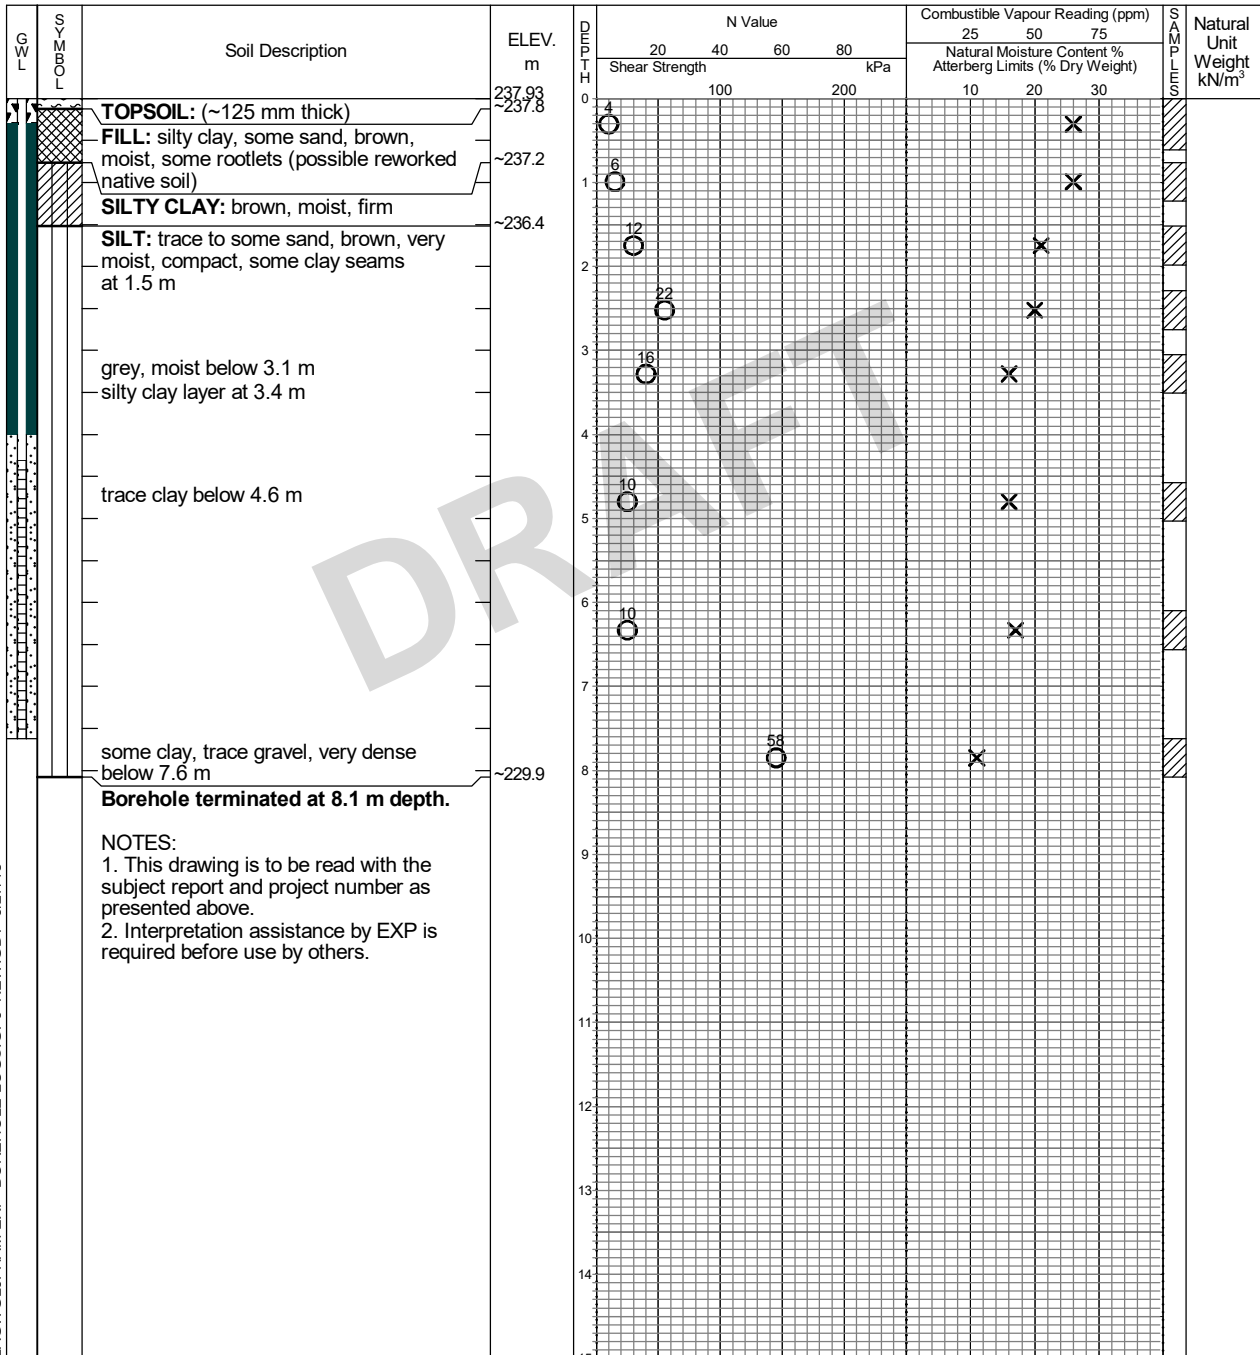 GWL
SYMBOL
Soil Description
ELEV.
m
DEPTH
N Value
20 40 60 80
Shear Strength kPa
100 200
Combustible Vapour Reading (ppm)
25 50 75
Natural Moisture Content %
Atterberg Limits (% Dry Weight)
10 20 30
SAMPLES
Natural
Unit
Weight
kN/m³
237.93
TOPSOIL: (~125 mm thick)
~237.8
FILL: silty clay, some sand, brown,
moist, some rootlets (possible reworked
native soil)
~237.2
SILTY CLAY: brown, moist, firm
~236.4
SILT: trace to some sand, brown, very
moist, compact, some clay seams
at 1.5 m
grey, moist below 3.1 m
silty clay layer at 3.4 m
trace clay below 4.6 m
some clay, trace gravel, very dense
below 7.6 m
~229.9
Borehole terminated at 8.1 m depth.
NOTES:
1. This drawing is to be read with the
subject report and project number as
presented above.
2. Interpretation assistance by EXP is
required before use by others.
0
4
6
1
12
2
22
3
16
4
10
5
6
10
7
58
8
9
10
11
12
13
14
DRAFT